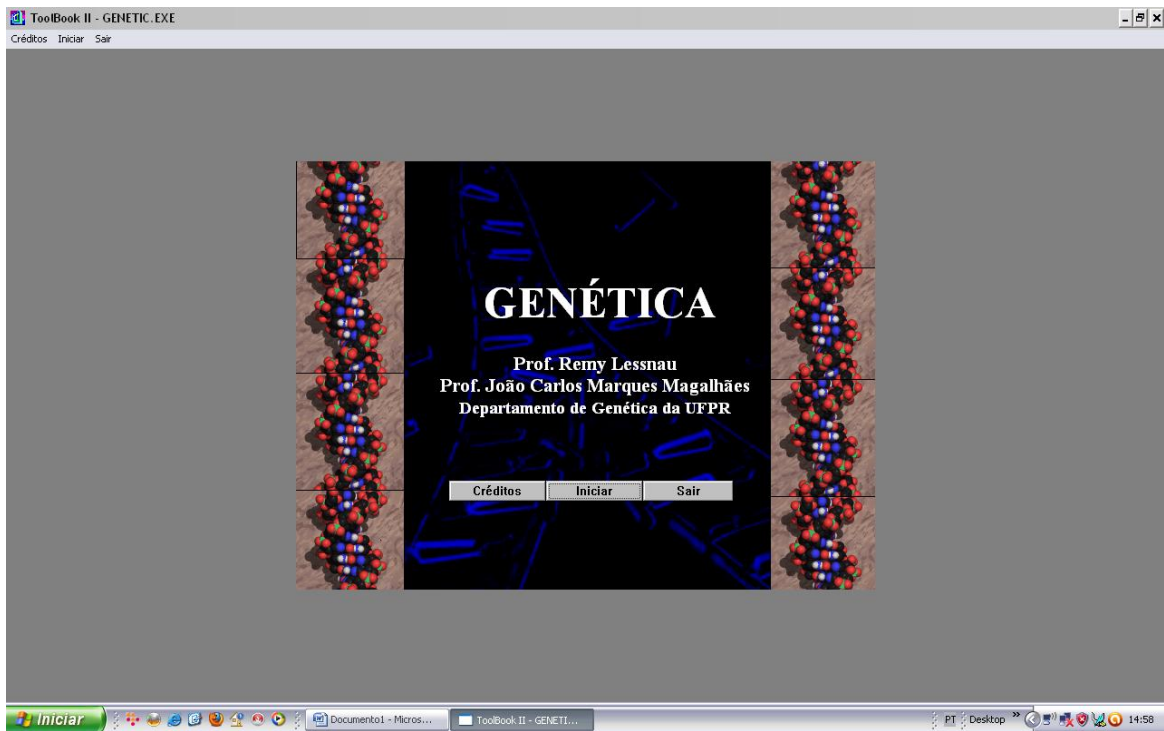 ToolBook II - GENETIC.EXE
Créditos Iniciar Sair
GENÉTICA
Prof. Remy Lessnau
Prof. João Carlos Marques Magalhães
Departamento de Genética da UFPR
Créditos Iniciar Sair
Iniciar Documento1 - Micros... ToolBook II - GENETI... PT Desktop » 14:58